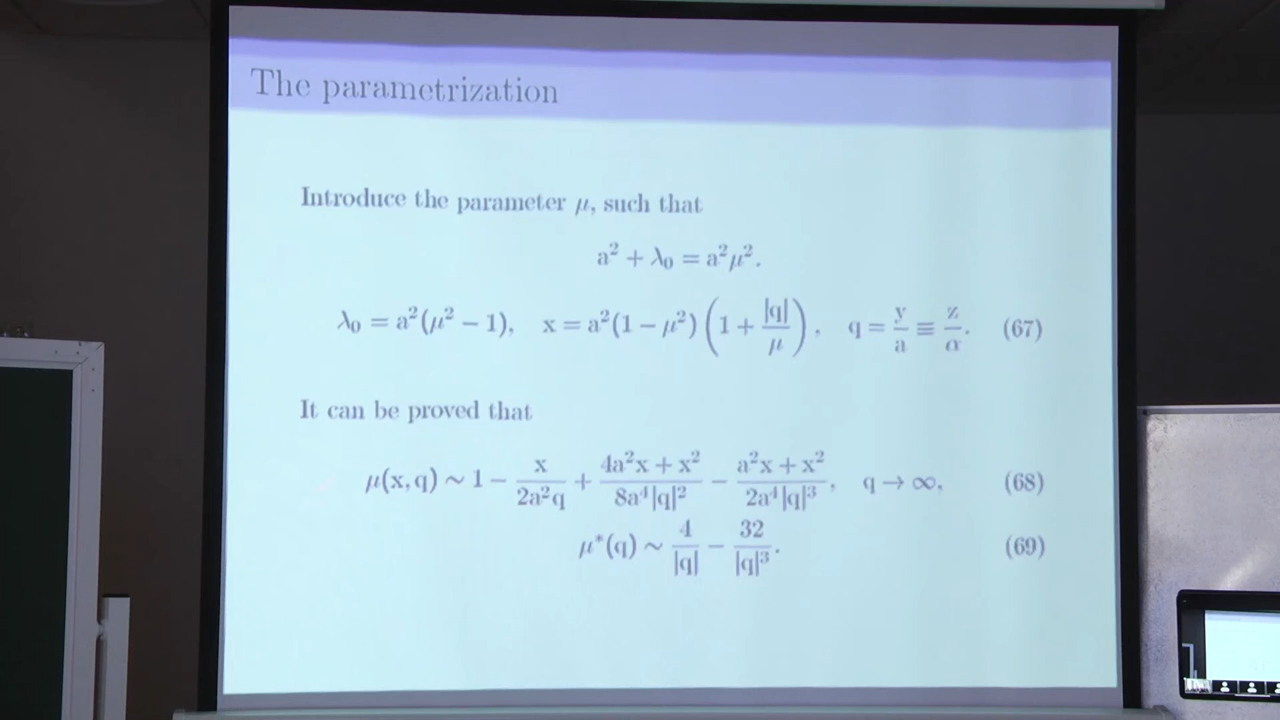 The parametrization
Introduce the parameter μ, such that
a² + λ₀ = a²μ².
λ₀ = a²(μ² − 1), x = a²(1 − μ²)(1 + |q|/μ), q = y/a ≡ z/α. (67)
It can be proved that
μ(x, q) ∼ 1 − x/2a²q + 4a²x + x²/8a⁴|q|² − a²x + x²/2a⁴|q|³, q → ∞, (68)
μ*(q) ∼ 4/|q| − 32/|q|³. (69)